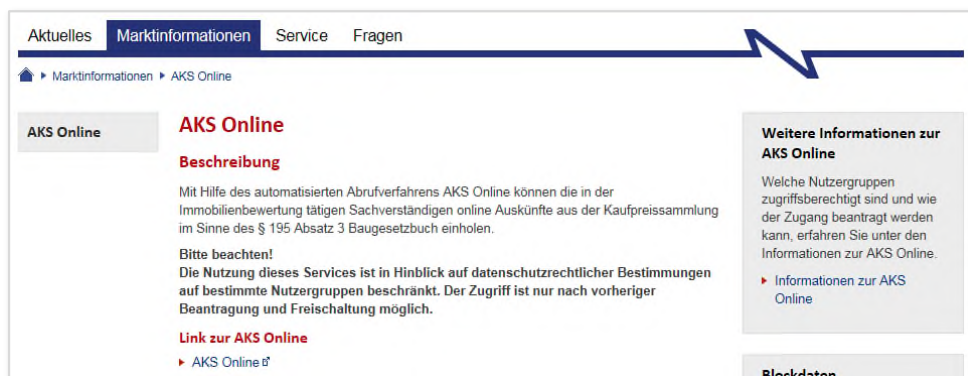 Aktuelles Marktinformationen Service Fragen
Marktinformationen AKS Online
AKS Online
AKS Online
Beschreibung
Mit Hilfe des automatisierten Abrufverfahrens AKS Online können die in der
Immobilienbewertung tätigen Sachverständigen online Auskünfte aus der Kaufpreissammlung
im Sinne des § 195 Absatz 3 Baugesetzbuch einholen.
Bitte beachten!
Die Nutzung dieses Services ist in Hinblick auf datenschutzrechtlicher Bestimmungen
auf bestimmte Nutzergruppen beschränkt. Der Zugriff ist nur nach vorheriger
Beantragung und Freischaltung möglich.
Link zur AKS Online
AKS Online
Weitere Informationen zur
AKS Online
Welche Nutzergruppen
zugriffsberechtigt sind und wie
der Zugang beantragt werden
kann, erfahren Sie unter den
Informationen zur AKS Online.
Informationen zur AKS
Online
Blockdaten